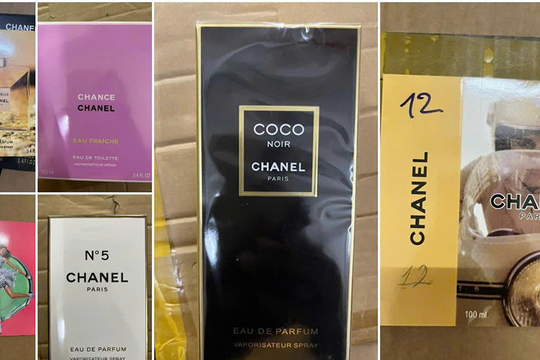 CHANEL
CHANCE
CHANEL
EAU FRAÎCHE
EAU DE TOILETTE
N°5
CHANEL
PARIS
EAU DE PARFUM
VAPORISATEUR SPRAY
COCO
NOIR
CHANEL
PARIS
EAU DE PARFUM
VAPORISATEUR SPRAY
12
CHANEL
12
100 ml